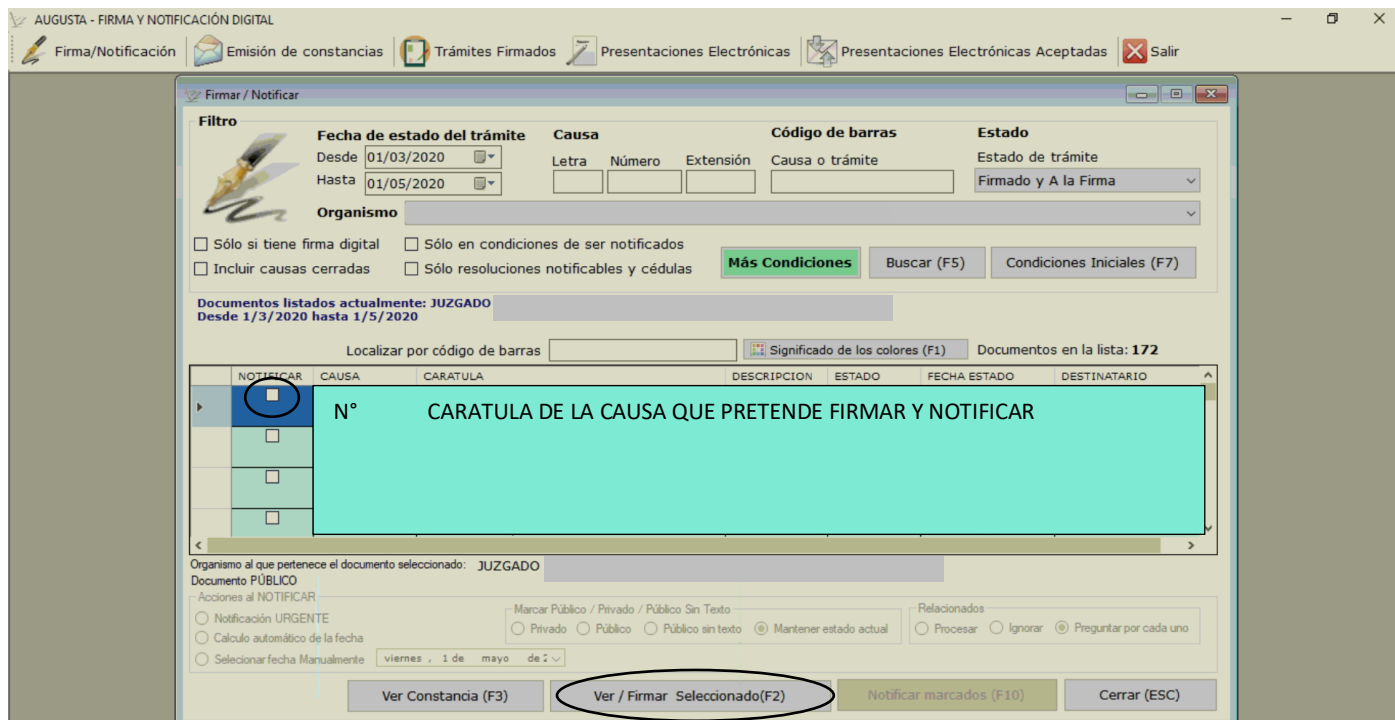 AUGUSTA - FIRMA Y NOTIFICACIÓN DIGITAL
Firma/Notificación Emisión de constancias Trámites Firmados Presentaciones Electrónicas Presentaciones Electrónicas Aceptadas Salir
Firmar / Notificar
Filtro
Fecha de estado del trámite Causa Código de barras Estado
Desde 01/03/2020 Letra Número Extensión Causa o trámite Estado de trámite
Hasta 01/05/2020 Firmado y A la Firma
Organismo
Sólo si tiene firma digital Sólo en condiciones de ser notificados
Incluir causas cerradas Sólo resoluciones notificables y cédulas Más Condiciones Buscar (F5) Condiciones Iniciales (F7)
Documentos listados actualmente: JUZGADO
Desde 1/3/2020 hasta 1/5/2020
Localizar por código de barras Significado de los colores (F1) Documentos en la lista: 172
NOTIFICAR CAUSA CARATULA DESCRIPCION ESTADO FECHA ESTADO DESTINATARIO
N° CARATULA DE LA CAUSA QUE PRETENDE FIRMAR Y NOTIFICAR
Organismo al que pertenece el documento seleccionado: JUZGADO
Documento PÚBLICO
Acciones al NOTIFICAR Marcar Público / Privado / Público Sin Texto Relacionados
Notificación URGENTE Privado Público Público sin texto Mantener estado actual Procesar Ignorar Preguntar por cada uno
Calculo automático de la fecha
Selecionar fecha Manualmente viernes , 1 de mayo de 2
Ver Constancia (F3) Ver / Firmar Seleccionado(F2) Notificar marcados (F10) Cerrar (ESC)